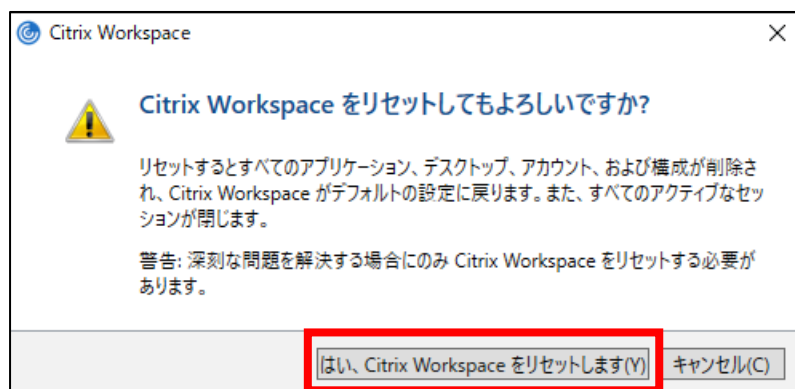 Citrix Workspace
Citrix Workspace をリセットしてもよろしいですか?
リセットするとすべてのアプリケーション、デスクトップ、アカウント、および構成が削除さ
れ、Citrix Workspace がデフォルトの設定に戻ります。また、すべてのアクティブなセッ
ションが閉じます。
警告: 深刻な問題を解決する場合にのみ Citrix Workspace をリセットする必要が
あります。
はい、Citrix Workspace をリセットします(Y) キャンセル(C)